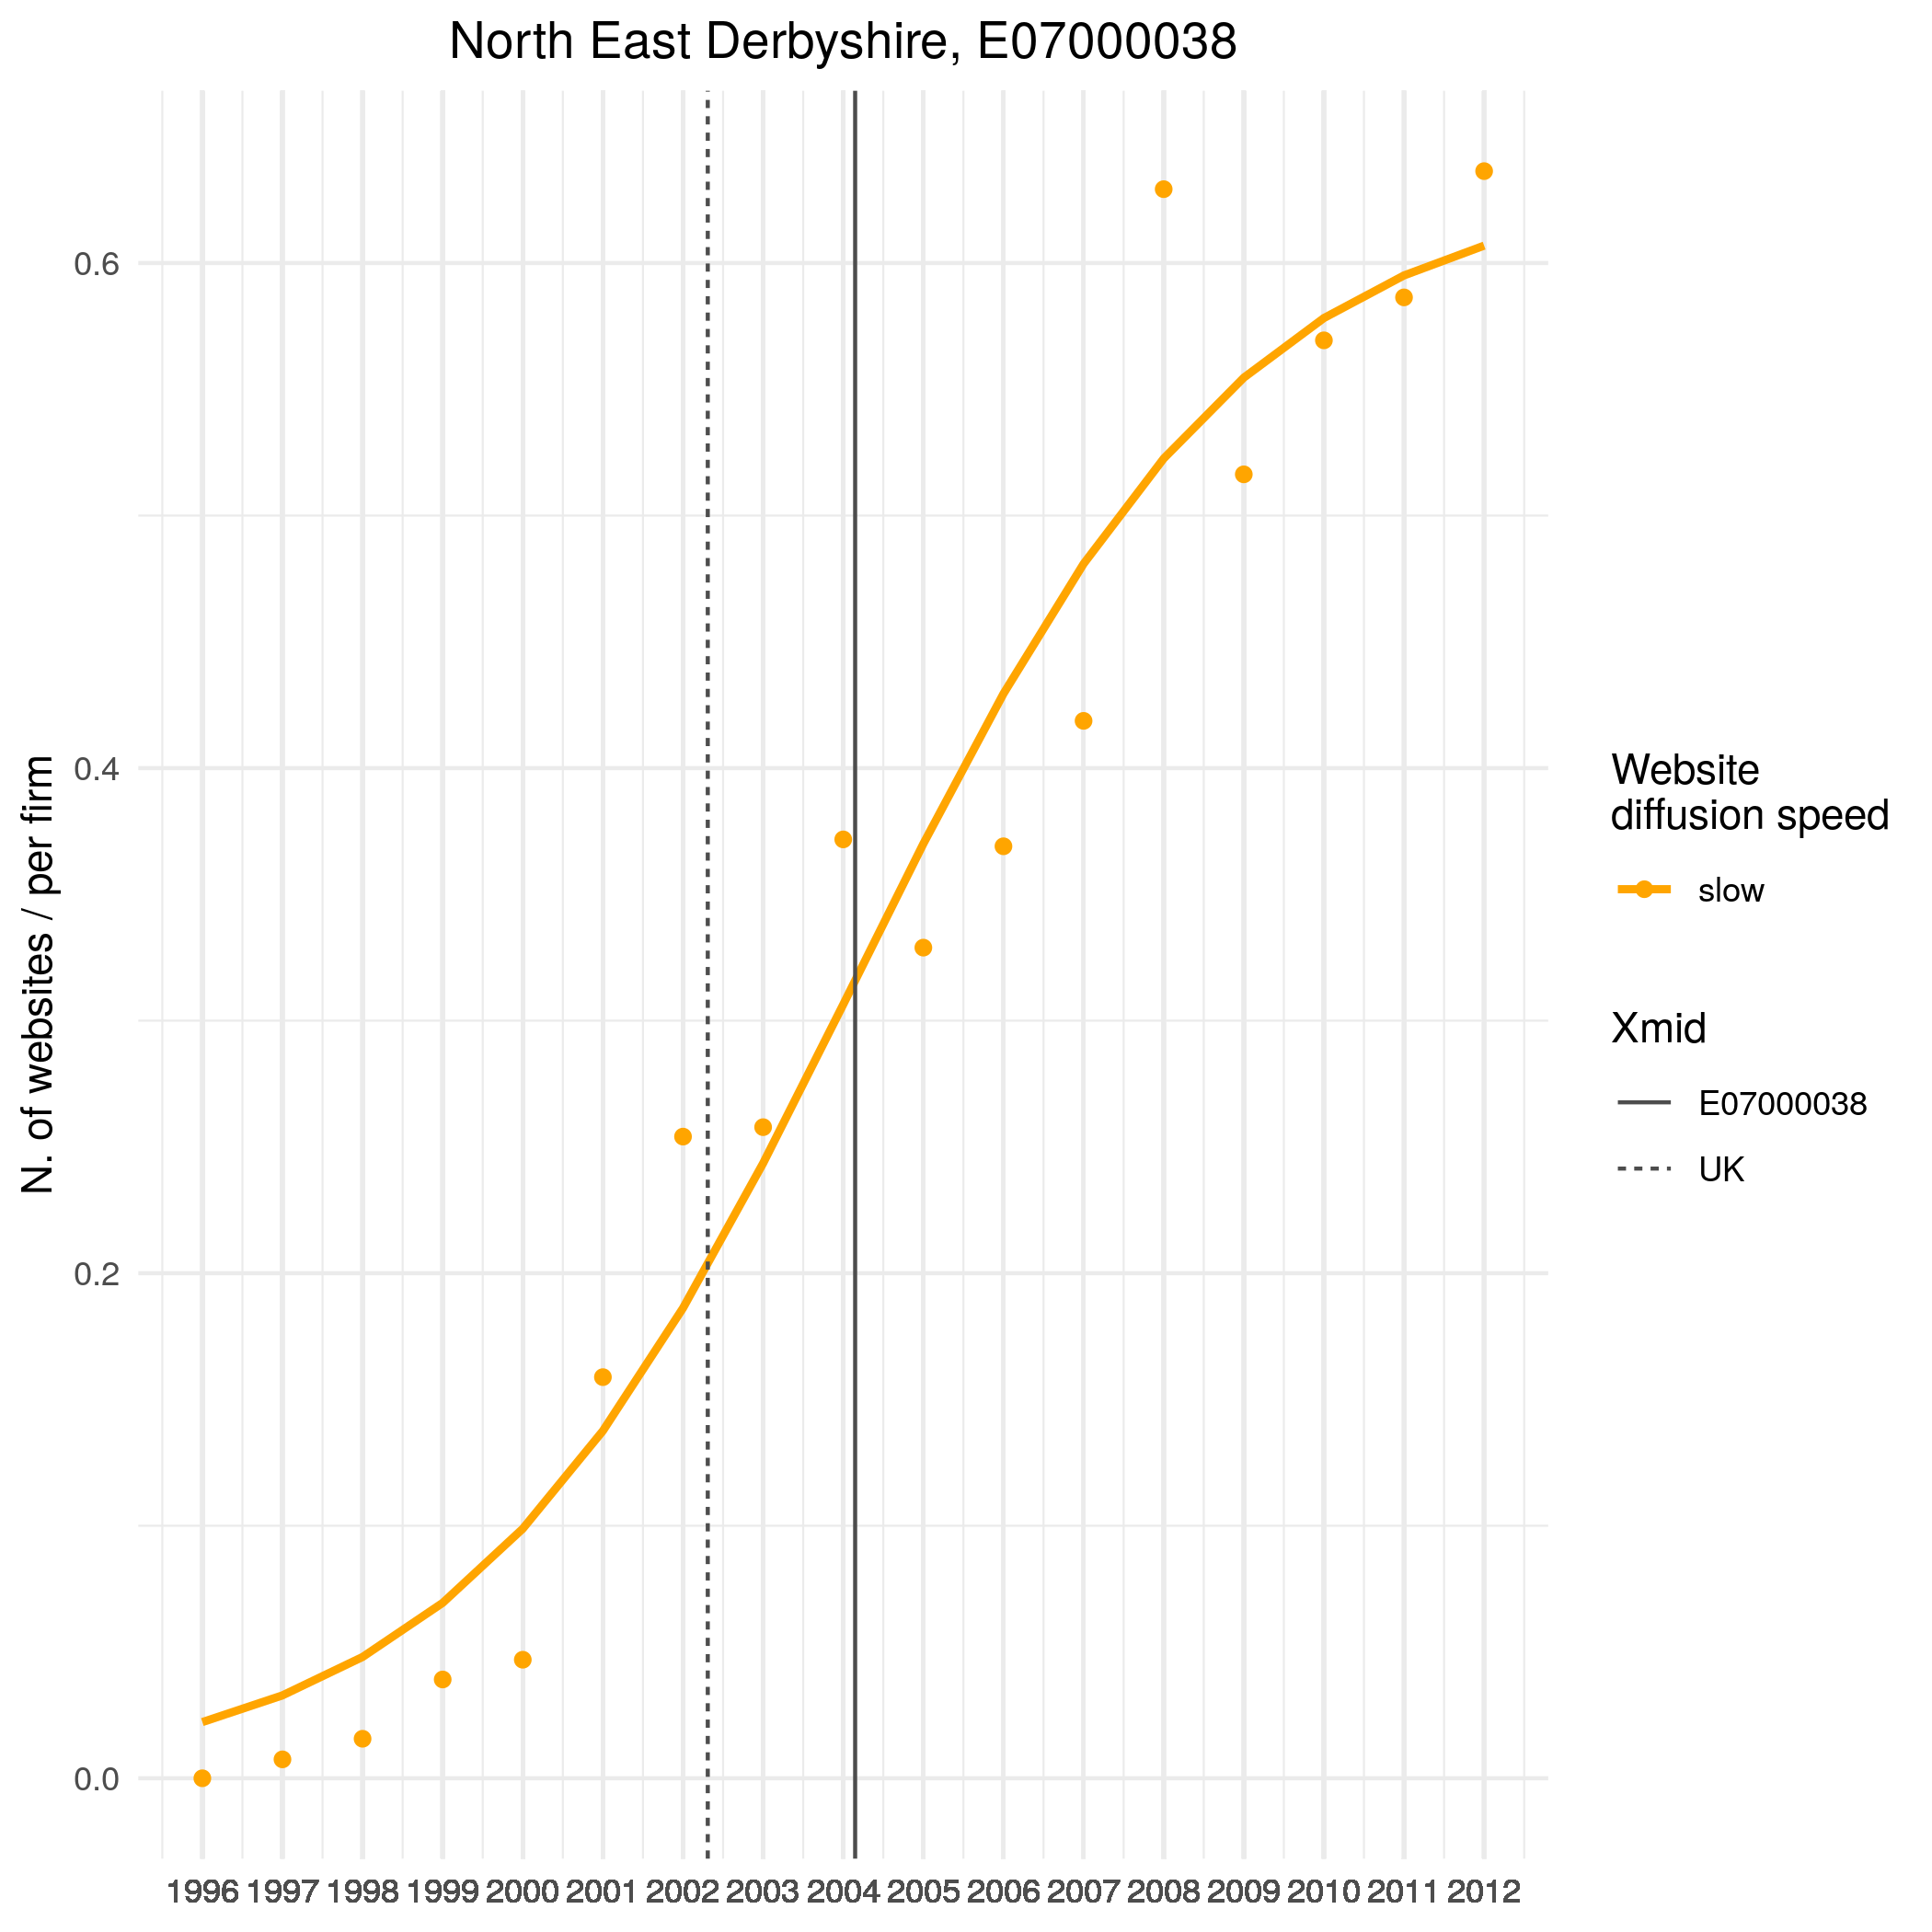 North East Derbyshire, E07000038
N. of websites / per firm
0.6
0.4
0.2
0.0
1996 1997 1998 1999 2000 2001 2002 2003 2004 2005 2006 2007 2008 2009 2010 2011 2012
Website
diffusion speed
slow
Xmid
E07000038
UK